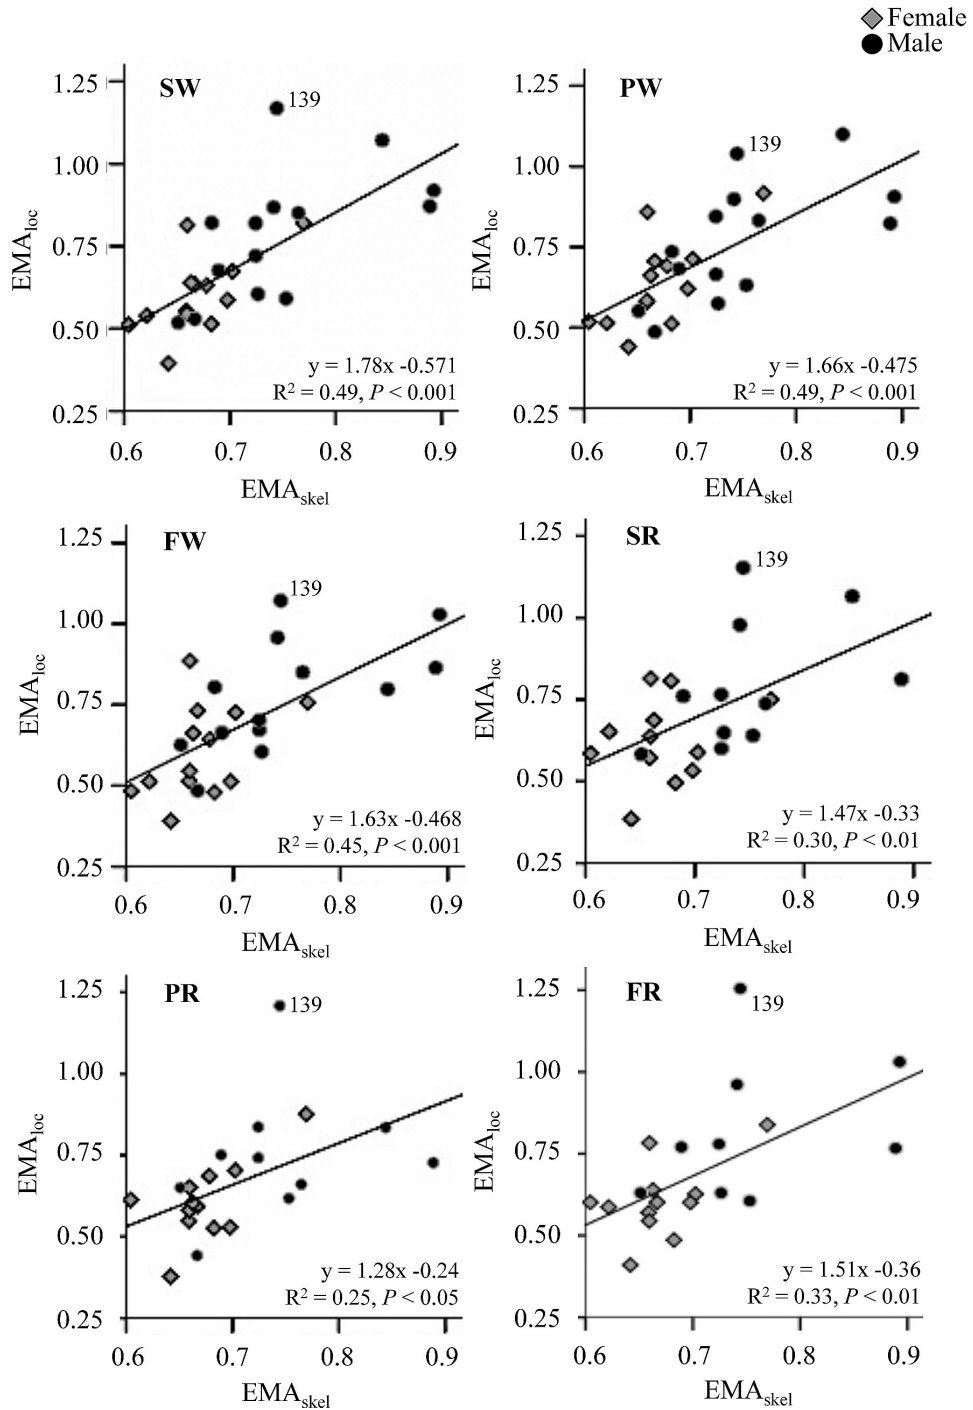 Female
Male
SW
1.25
1.00
0.75
0.50
0.25
EMAloc
139
y = 1.78x -0.571
R² = 0.49, P < 0.001
0.6 0.7 0.8 0.9
EMAskel
PW
1.25
1.00
0.75
0.50
0.25
EMAloc
139
y = 1.66x -0.475
R² = 0.49, P < 0.001
0.6 0.7 0.8 0.9
EMAskel
FW
1.25
1.00
0.75
0.50
0.25
EMAloc
139
y = 1.63x -0.468
R² = 0.45, P < 0.001
0.6 0.7 0.8 0.9
EMAskel
SR
1.25
1.00
0.75
0.50
0.25
EMAloc
139
y = 1.47x -0.33
R² = 0.30, P < 0.01
0.6 0.7 0.8 0.9
EMAskel
PR
1.25
1.00
0.75
0.50
0.25
EMAloc
139
y = 1.28x -0.24
R² = 0.25, P < 0.05
0.6 0.7 0.8 0.9
EMAskel
FR
1.25
1.00
0.75
0.50
0.25
EMAloc
139
y = 1.51x -0.36
R² = 0.33, P < 0.01
0.6 0.7 0.8 0.9
EMAskel